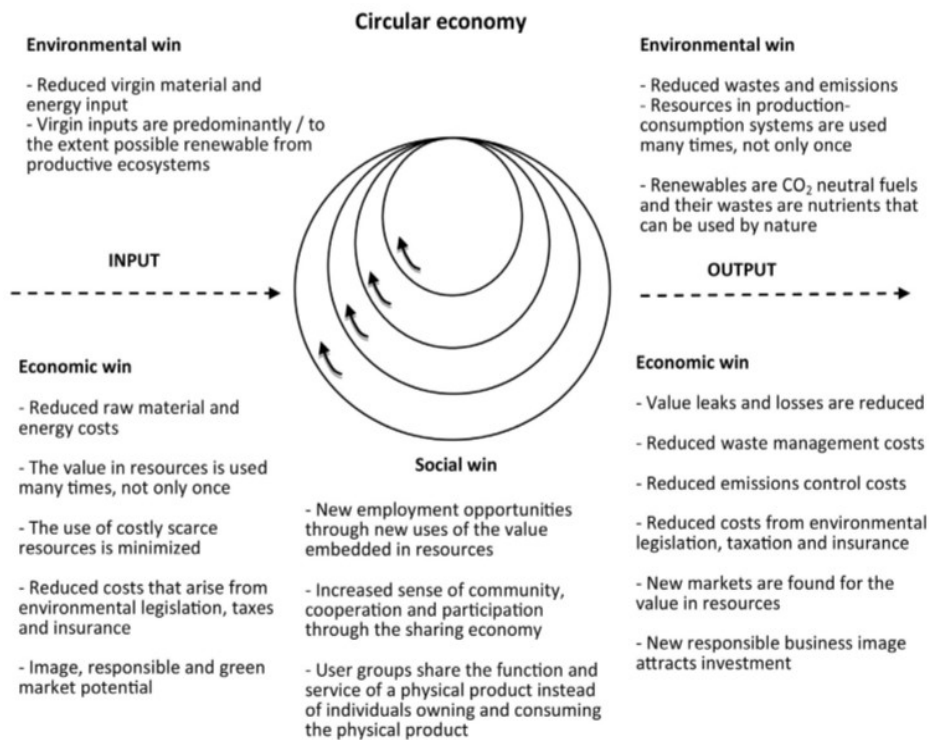 Circular economy
Environmental win
- Reduced virgin material and
energy input
- Virgin inputs are predominantly / to
the extent possible renewable from
productive ecosystems
INPUT
Economic win
- Reduced raw material and
energy costs
- The value in resources is used
many times, not only once
- The use of costly scarce
resources is minimized
- Reduced costs that arise from
environmental legislation, taxes
and insurance
- Image, responsible and green
market potential
Social win
- New employment opportunities
through new uses of the value
embedded in resources
- Increased sense of community,
cooperation and participation
through the sharing economy
- User groups share the function and
service of a physical product instead
of individuals owning and consuming
the physical product
Environmental win
- Reduced wastes and emissions
- Resources in production-
consumption systems are used
many times, not only once
- Renewables are CO₂ neutral fuels
and their wastes are nutrients that
can be used by nature
OUTPUT
Economic win
- Value leaks and losses are reduced
- Reduced waste management costs
- Reduced emissions control costs
- Reduced costs from environmental
legislation, taxation and insurance
- New markets are found for the
value in resources
- New responsible business image
attracts investment